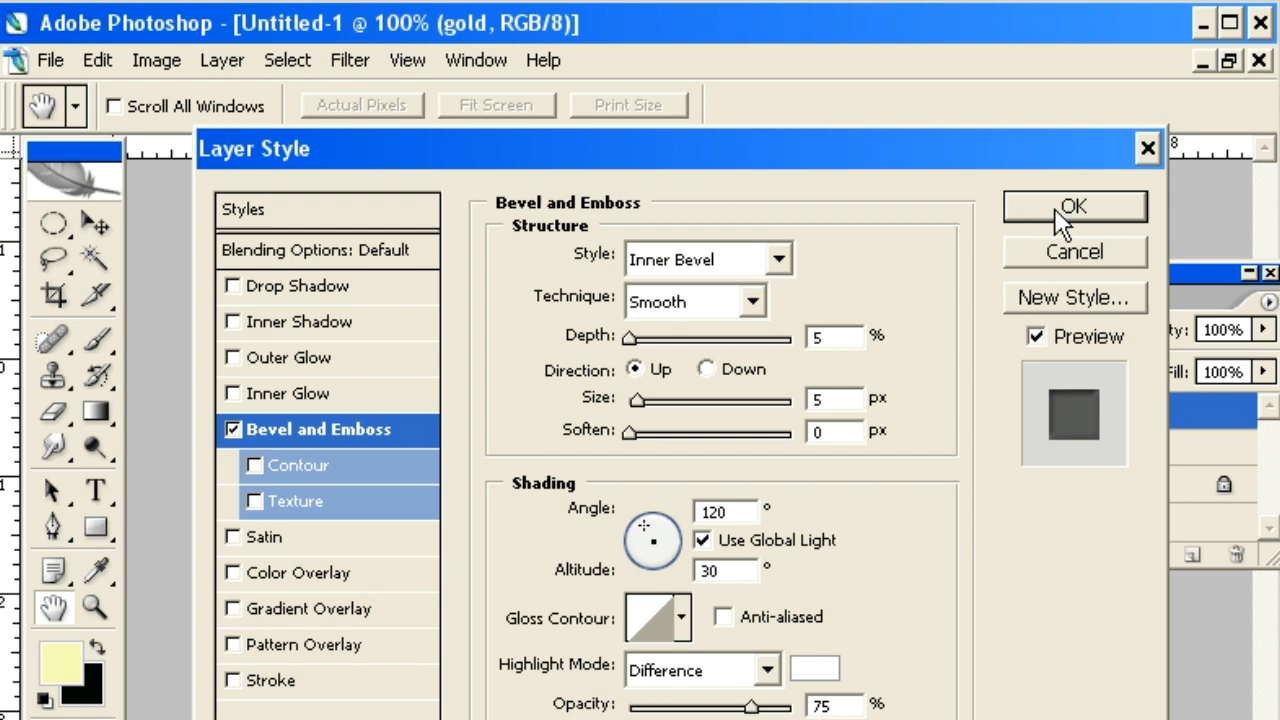 Adobe Photoshop - [Untitled-1 @ 100% (gold, RGB/8)]
File Edit Image Layer Select Filter View Window Help
Scroll All Windows Actual Pixels Fit Screen Print Size
Layer Style
8
Styles
Blending Options: Default
Drop Shadow
Inner Shadow
Outer Glow
Inner Glow
Bevel and Emboss
Contour
Texture
Satin
Color Overlay
Gradient Overlay
Pattern Overlay
Stroke
Bevel and Emboss
Structure
Style: Inner Bevel
Technique: Smooth
Depth: 5 %
Direction: Up Down
Size: 5 px
Soften: 0 px
Shading
Angle: 120 °
Use Global Light
Altitude: 30 °
Gloss Contour: Anti-aliased
Highlight Mode: Difference
Opacity: 75 %
OK
Cancel
New Style...
Preview
ty: 100%
Fill: 100%
1
0
1
2
T